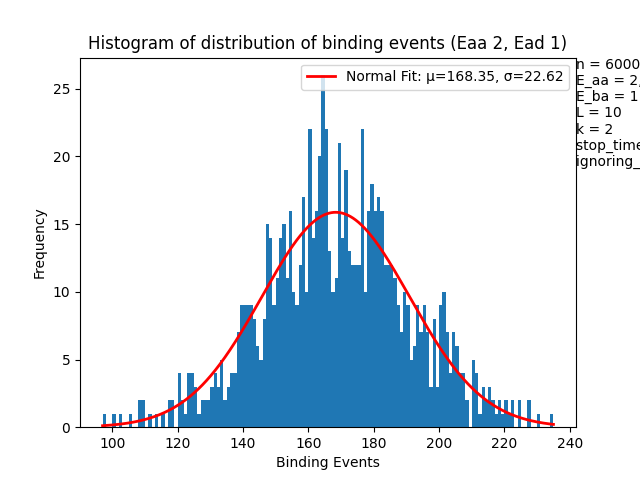 Histogram of distribution of binding events (Eaa 2, Ead 1)
Normal Fit: μ=168.35, σ=22.62
n = 6000
E_aa = 2,
E_ba = 1
L = 10
k = 2
stop_time
ignoring_
Frequency
25
20
15
10
5
0
100 120 140 160 180 200 220 240
Binding Events